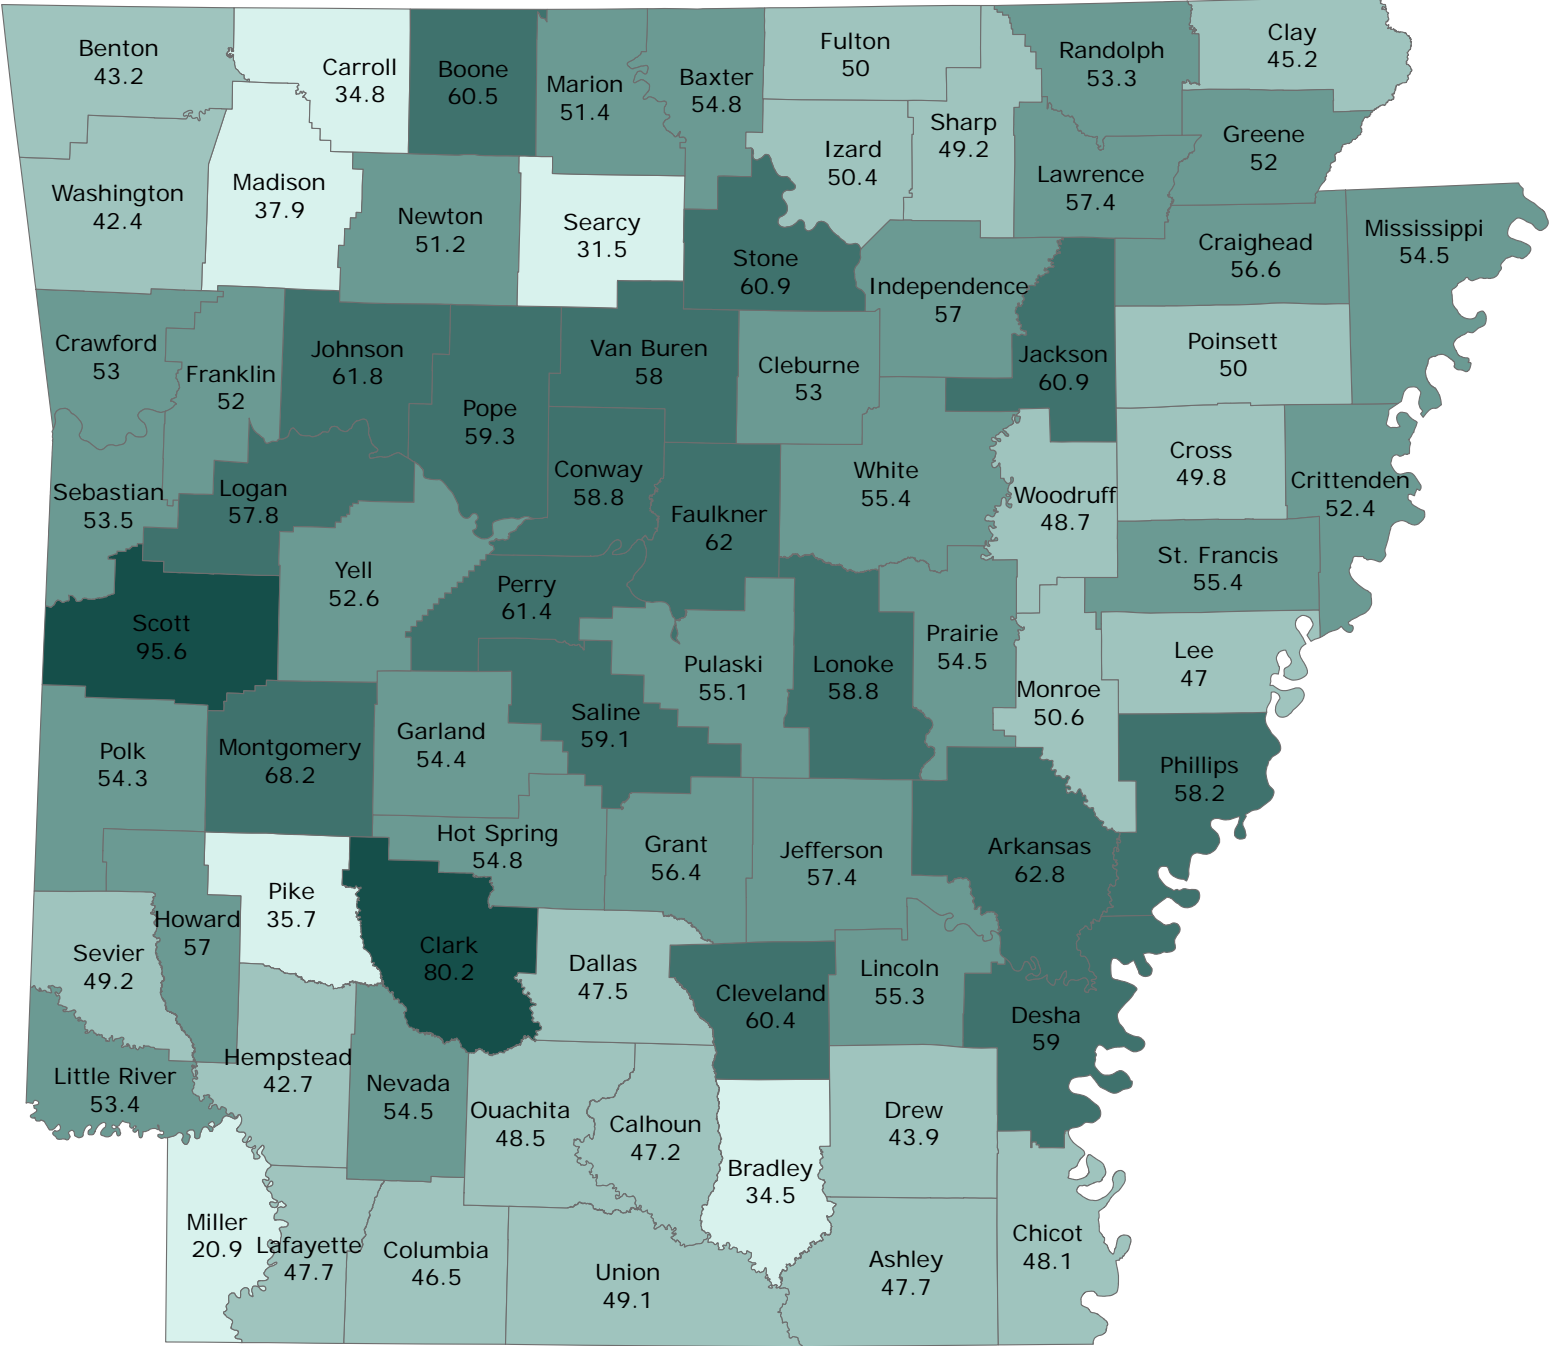 Benton
43.2
Carroll
34.8
Boone
60.5
Marion
51.4
Baxter
54.8
Fulton
50
Randolph
53.3
Clay
45.2
Sharp
49.2
Izard
50.4
Greene
52
Lawrence
57.4
Washington
42.4
Madison
37.9
Newton
51.2
Searcy
31.5
Stone
60.9
Independence
57
Craighead
56.6
Mississippi
54.5
Crawford
53
Franklin
52
Johnson
61.8
Pope
59.3
Van Buren
58
Cleburne
53
Jackson
60.9
Poinsett
50
Sebastian
53.5
Logan
57.8
Conway
58.8
Faulkner
62
White
55.4
Woodruff
48.7
Cross
49.8
Crittenden
52.4
Scott
95.6
Yell
52.6
Perry
61.4
Pulaski
55.1
Lonoke
58.8
Prairie
54.5
St. Francis
55.4
Lee
47
Monroe
50.6
Polk
54.3
Montgomery
68.2
Garland
54.4
Saline
59.1
Phillips
58.2
Hot Spring
54.8
Grant
56.4
Jefferson
57.4
Arkansas
62.8
Pike
35.7
Howard
57
Sevier
49.2
Clark
80.2
Dallas
47.5
Cleveland
60.4
Lincoln
55.3
Desha
59
Little River
53.4
Hempstead
42.7
Nevada
54.5
Ouachita
48.5
Calhoun
47.2
Bradley
34.5
Drew
43.9
Miller
20.9
Lafayette
47.7
Columbia
46.5
Union
49.1
Ashley
47.7
Chicot
48.1